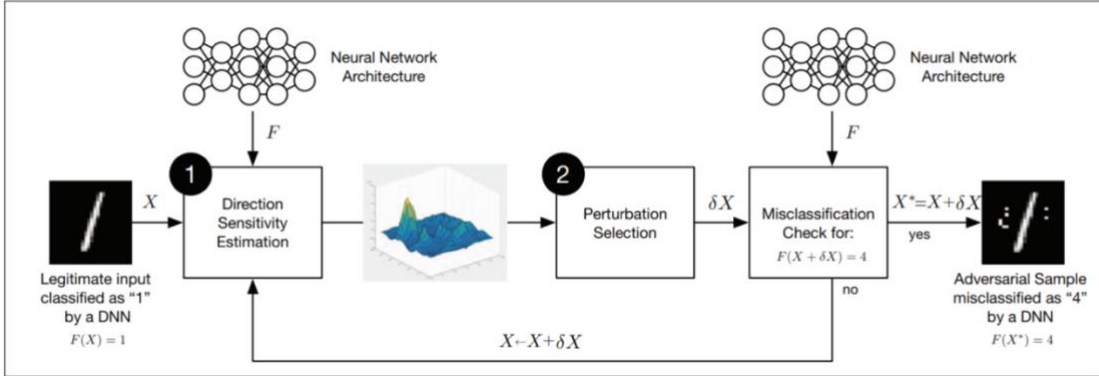 Neural Network
Architecture
Neural Network
Architecture
F
F
1
2
X
Direction
Sensitivity
Estimation
Perturbation
Selection
δX
Misclassification
Check for:
F(X + δX) = 4
X*=X+δX
yes
no
Legitimate input
classified as “1”
by a DNN
F(X) = 1
Adversarial Sample
misclassified as “4”
by a DNN
F(X*) = 4
X←X+δX